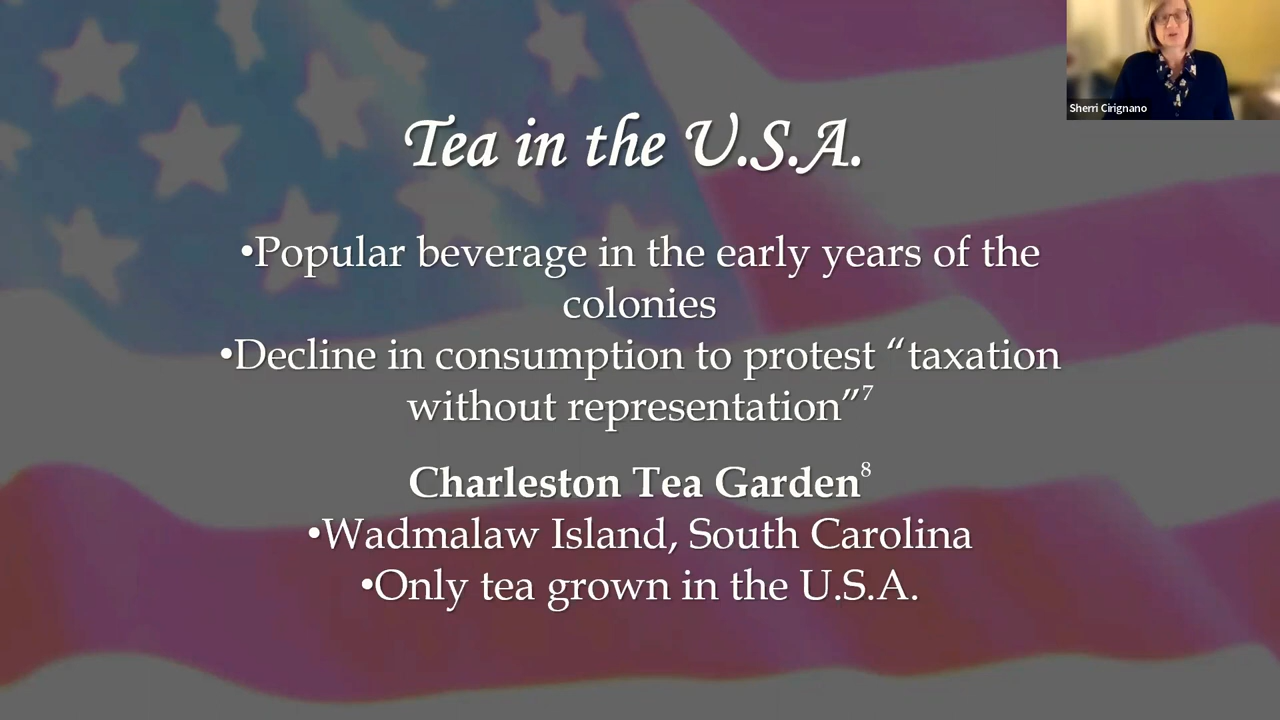 Sherri Cirignano
Tea in the U.S.A.
•Popular beverage in the early years of the
colonies
•Decline in consumption to protest “taxation
without representation”7
Charleston Tea Garden8
•Wadmalaw Island, South Carolina
•Only tea grown in the U.S.A.